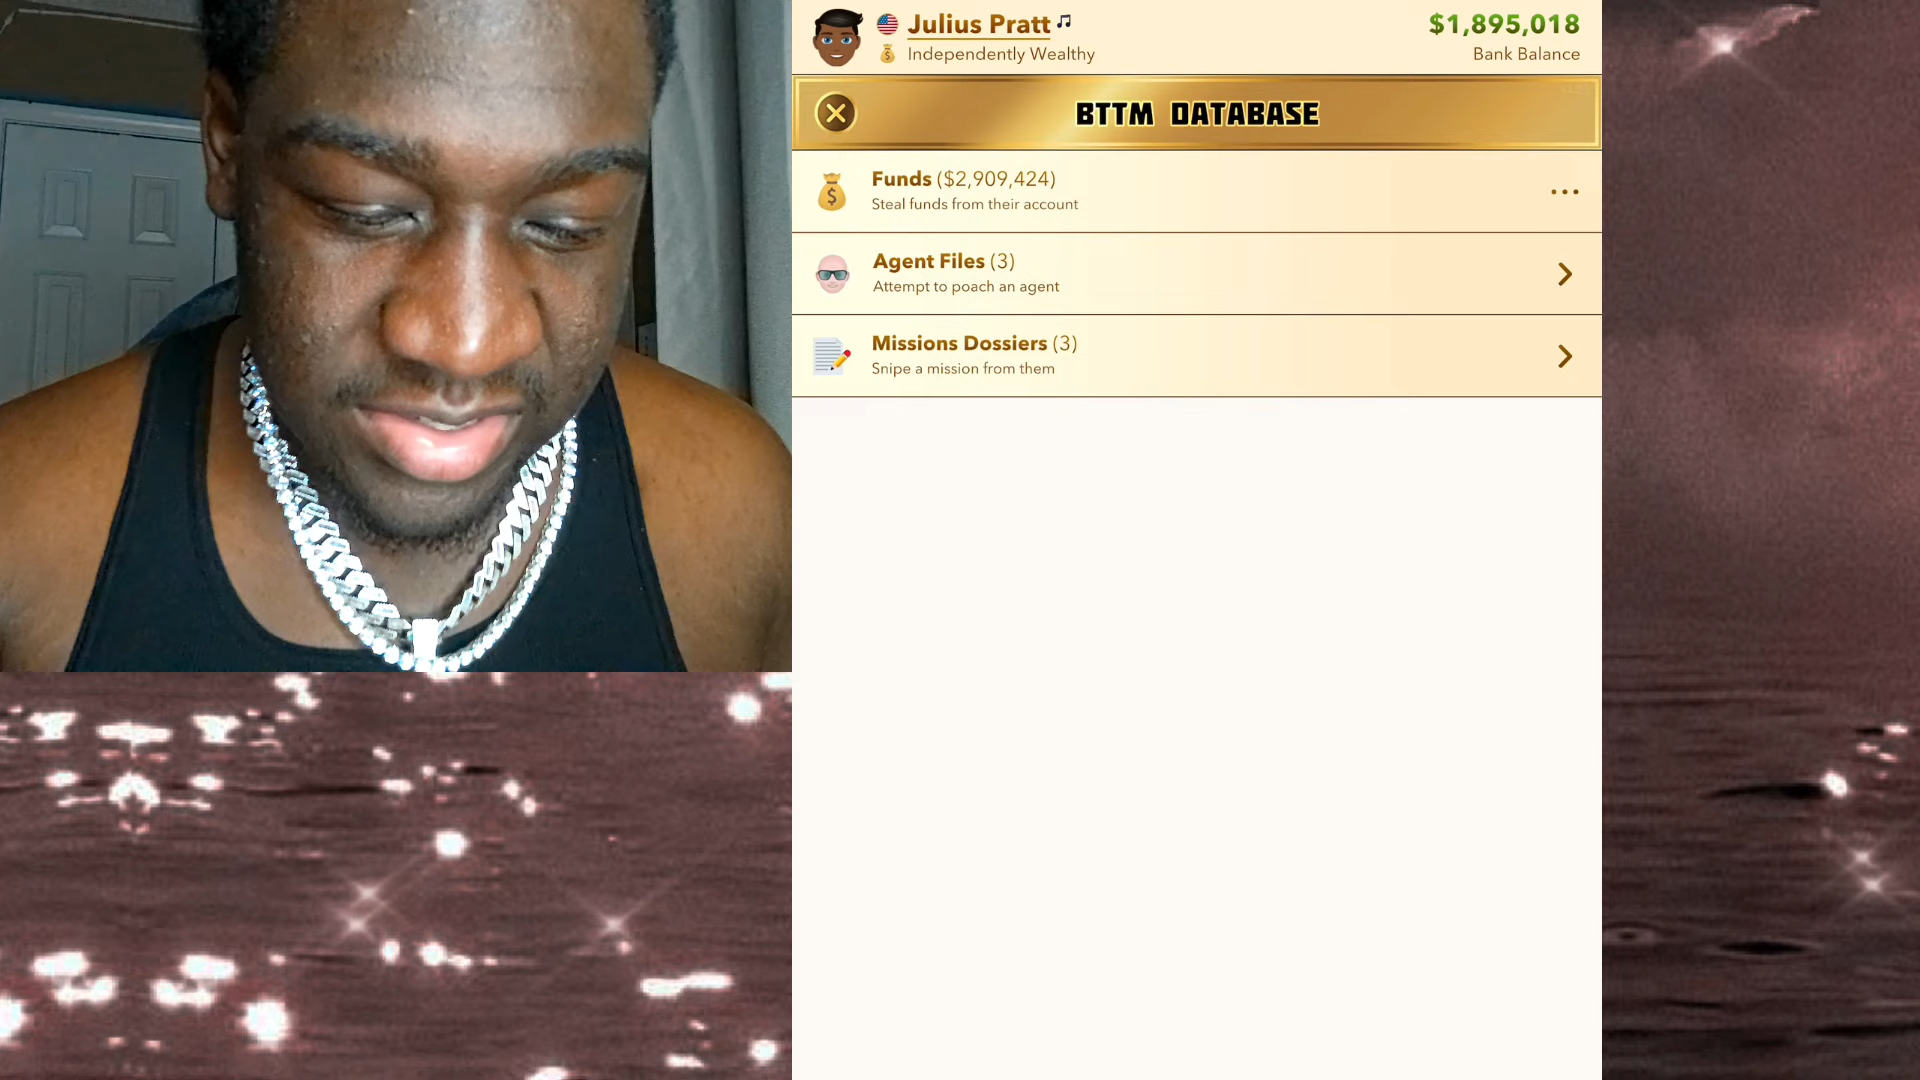 Julius Pratt
$1,895,018
Independently Wealthy
Bank Balance
BTTM DATABASE
Funds ($2,909,424)
Steal funds from their account
Agent Files (3)
Attempt to poach an agent
Missions Dossiers (3)
Snipe a mission from them